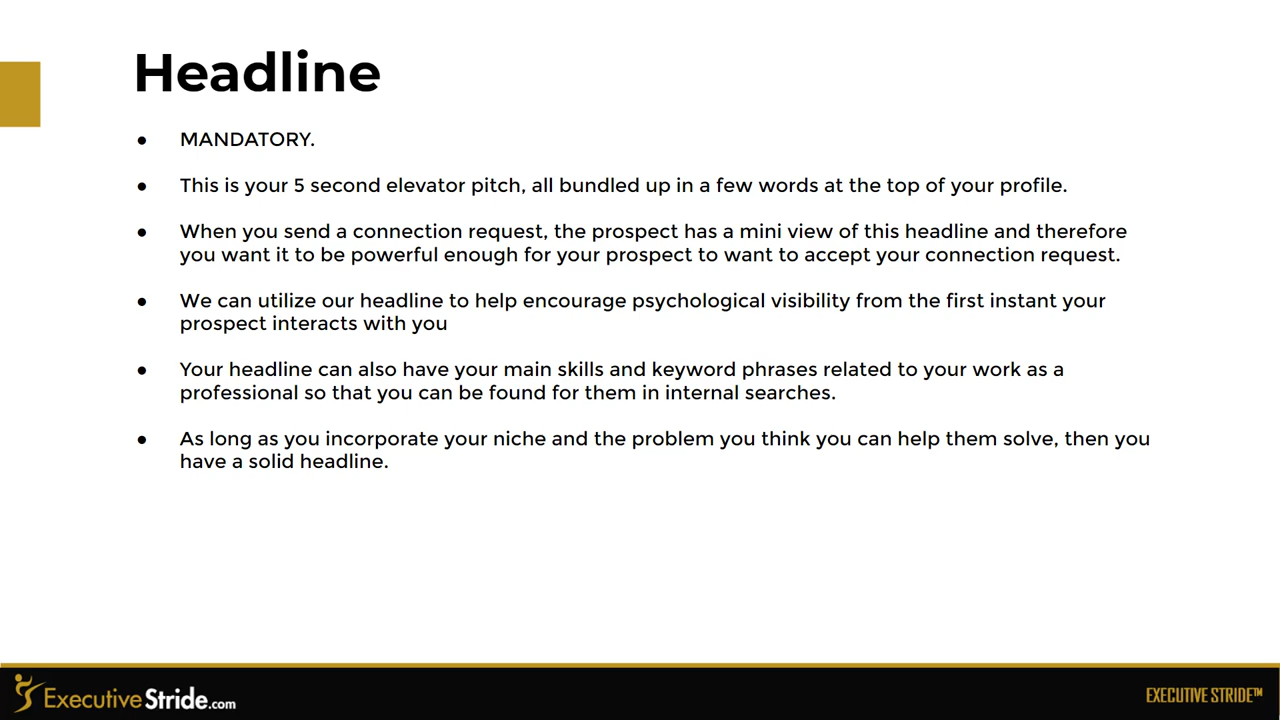 Headline
● MANDATORY.
● This is your 5 second elevator pitch, all bundled up in a few words at the top of your profile.
● When you send a connection request, the prospect has a mini view of this headline and therefore
you want it to be powerful enough for your prospect to want to accept your connection request.
● We can utilize our headline to help encourage psychological visibility from the first instant your
prospect interacts with you
● Your headline can also have your main skills and keyword phrases related to your work as a
professional so that you can be found for them in internal searches.
● As long as you incorporate your niche and the problem you think you can help them solve, then you
have a solid headline.
ExecutiveStride.com
EXECUTIVE STRIDE™